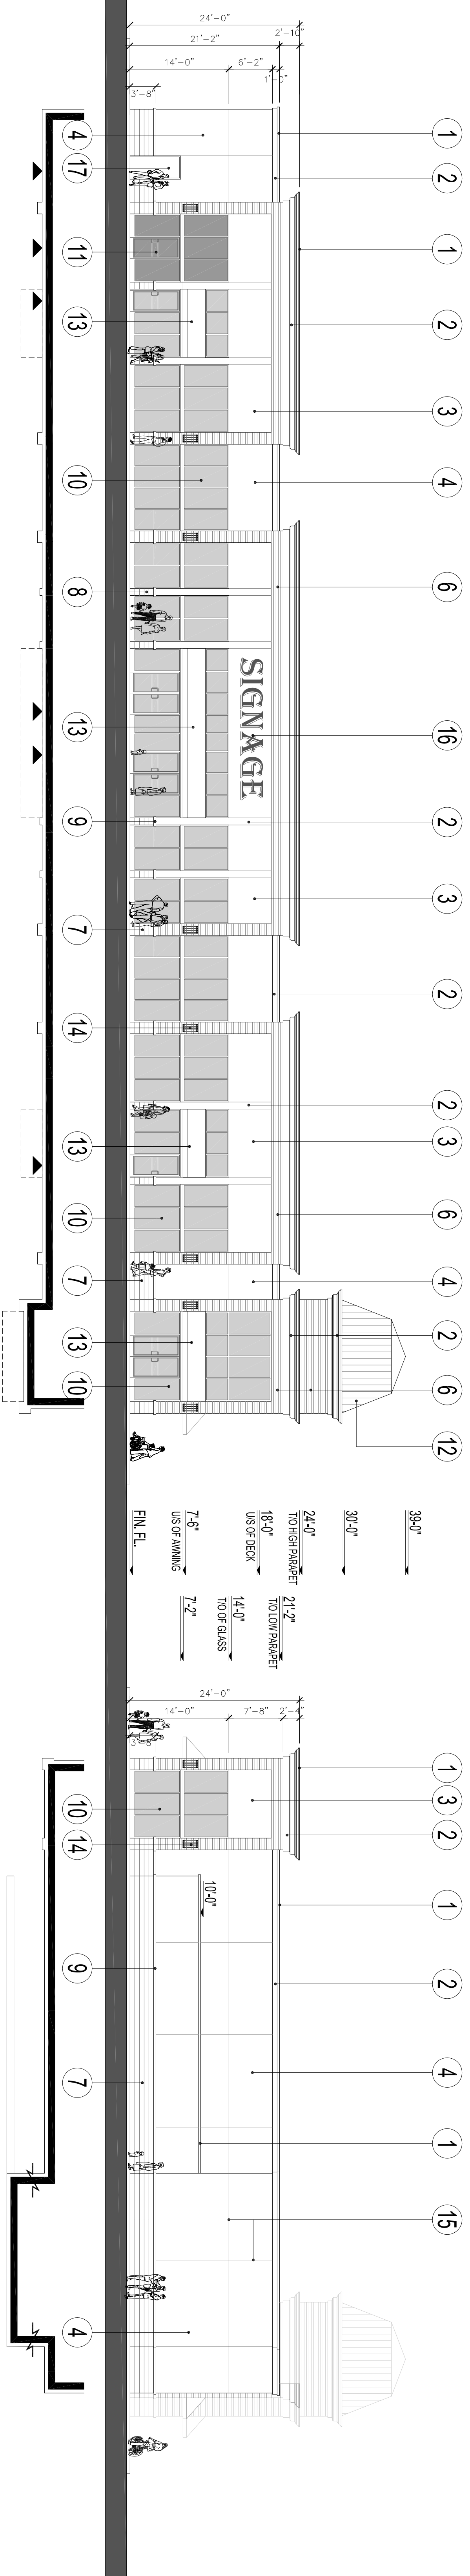 1 2 1 2 3 4 6 16 2 3 2 2 3 6 4 2 6 12
24'-0"
21'-2"
2'-10"
14'-0"
6'-2"
1'-0"
3'-8"
SIGNAGE
4 17 11 13 10 8 13 9 7 14 13 10 7 13 10
39-0"
30'-0"
24'-0"
T/O HIGH PARAPET
21'-2"
T/O LOW PARAPET
18'-0"
U/S OF DECK
14'-0"
T/O OF GLASS
7'-6"
U/S OF AWNING
7'-2"
FIN. FL.
1 3 2 1 2 4 1 15
24'-0"
14'-0"
7'-8"
2'-4"
10'-0"
10 14 9 7 4